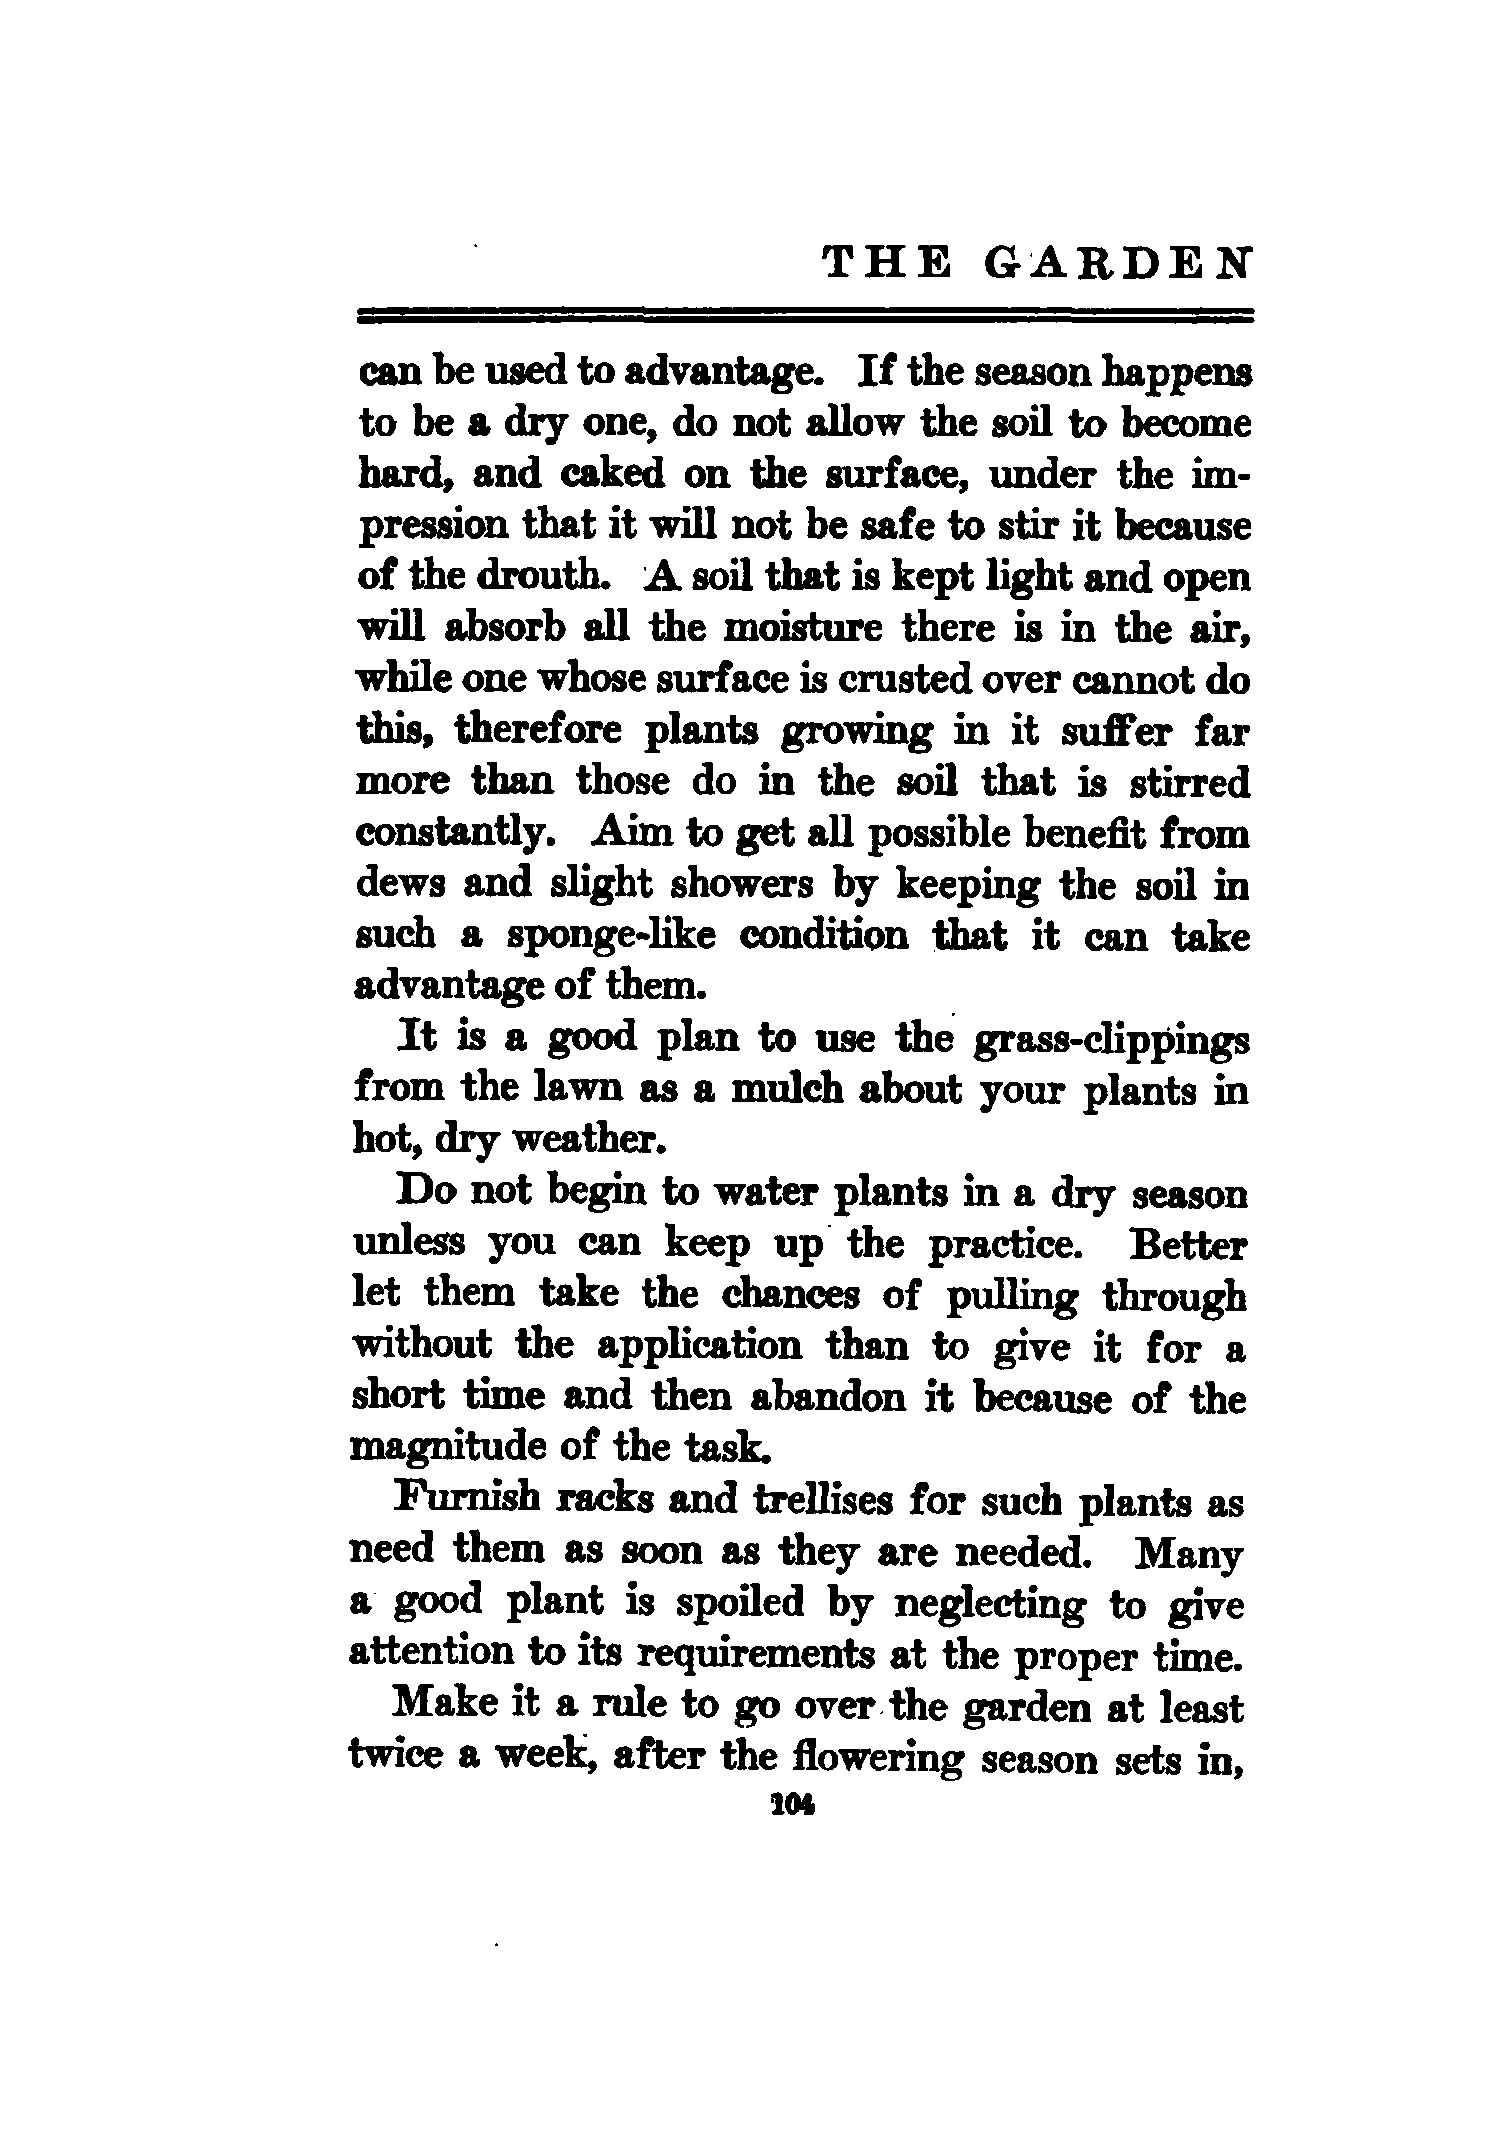 THE GARDEN
can be used to advantage. If the season happens
to be a dry one, do not allow the soil to become
hard, and caked on the surface, under the im-
pression that it will not be safe to stir it because
of the drouth. A soil that is kept light and open
will absorb all the moisture there is in the air,
while one whose surface is crusted over cannot do
this, therefore plants growing in it suffer far
more than those do in the soil that is stirred
constantly. Aim to get all possible benefit from
dews and slight showers by keeping the soil in
such a sponge-like condition that it can take
advantage of them.
It is a good plan to use the grass-clippings
from the lawn as a mulch about your plants in
hot, dry weather.
Do not begin to water plants in a dry season
unless you can keep up the practice. Better
let them take the chances of pulling through
without the application than to give it for a
short time and then abandon it because of the
magnitude of the task.
Furnish racks and trellises for such plants as
need them as soon as they are needed. Many
a good plant is spoiled by neglecting to give
attention to its requirements at the proper time.
Make it a rule to go over the garden at least
twice a week, after the flowering season sets in,
104